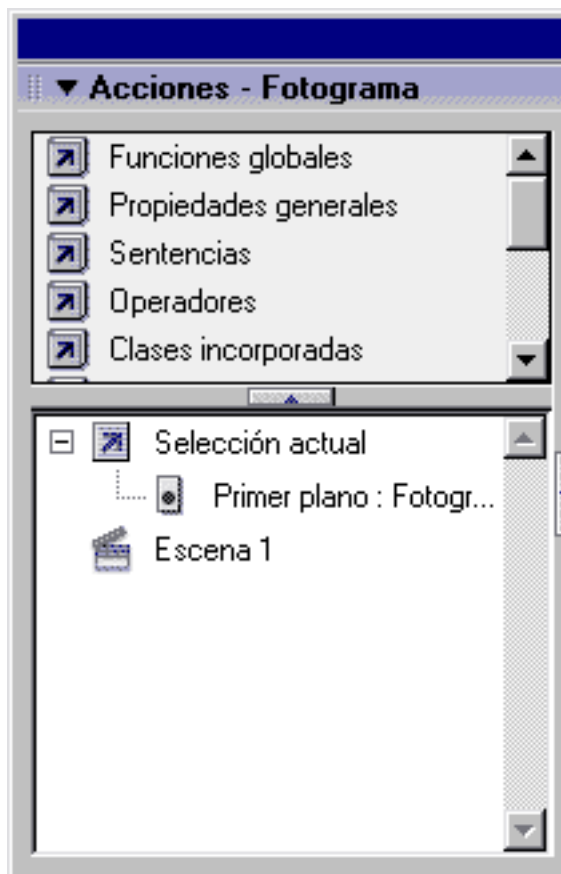 Acciones - Fotograma
Funciones globales
Propiedades generales
Sentencias
Operadores
Clases incorporadas
Selección actual
Primer plano : Fotogr...
Escena 1